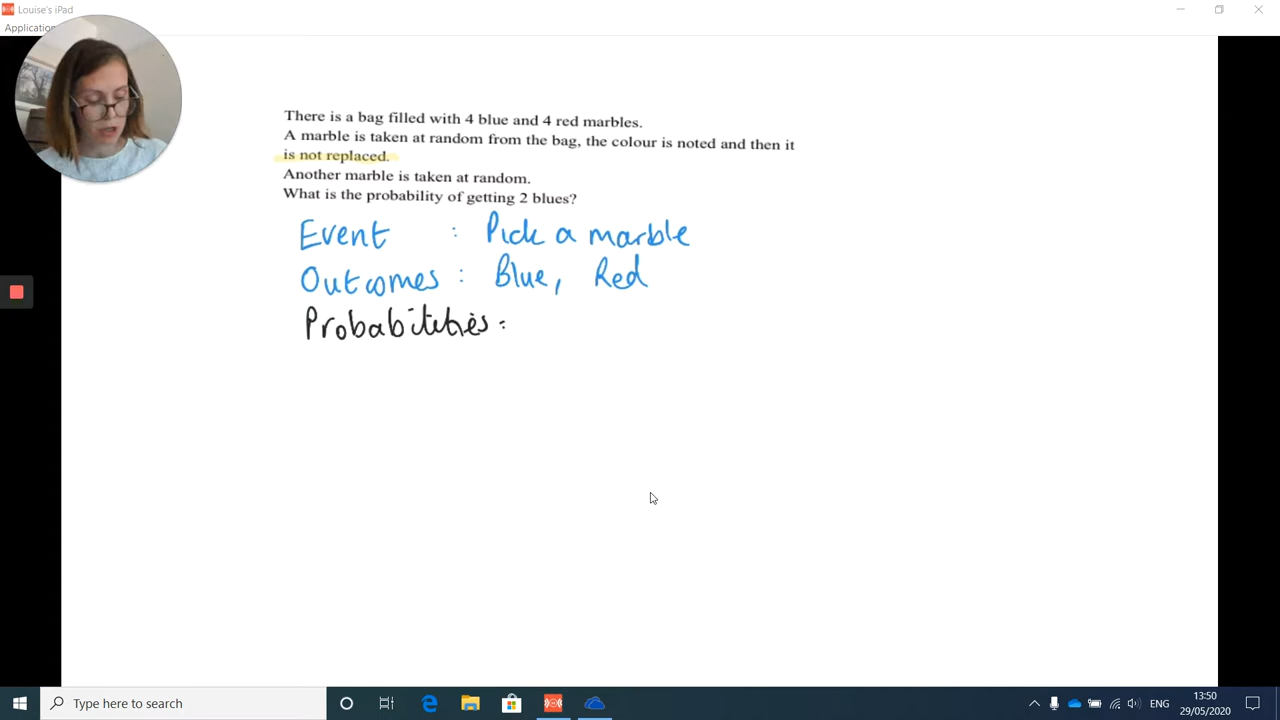 Louise's iPad
Application
There is a bag filled with 4 blue and 4 red marbles.
A marble is taken at random from the bag, the colour is noted and then it
is not replaced.
Another marble is taken at random.
What is the probability of getting 2 blues?
Event : Pick a marble
Outcomes : Blue, Red
Probabilities :
Type here to search
ENG
13:50
29/05/2020